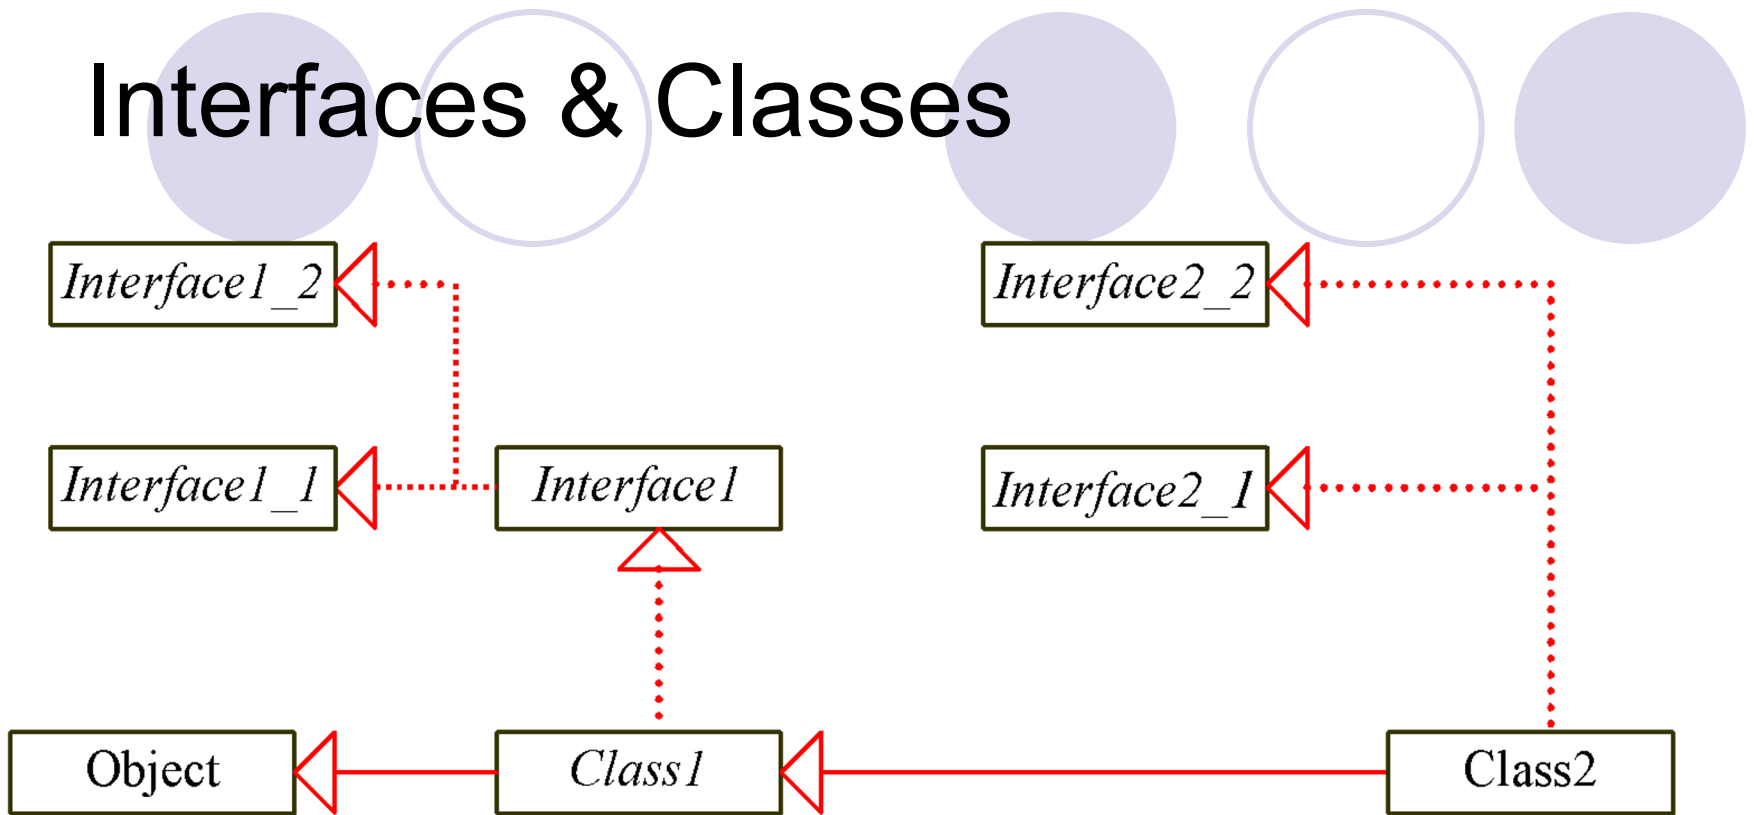 Interfaces & Classes
Interface1_2
Interface2_2
Interface1_1
Interface1
Interface2_1
Object
Class1
Class2